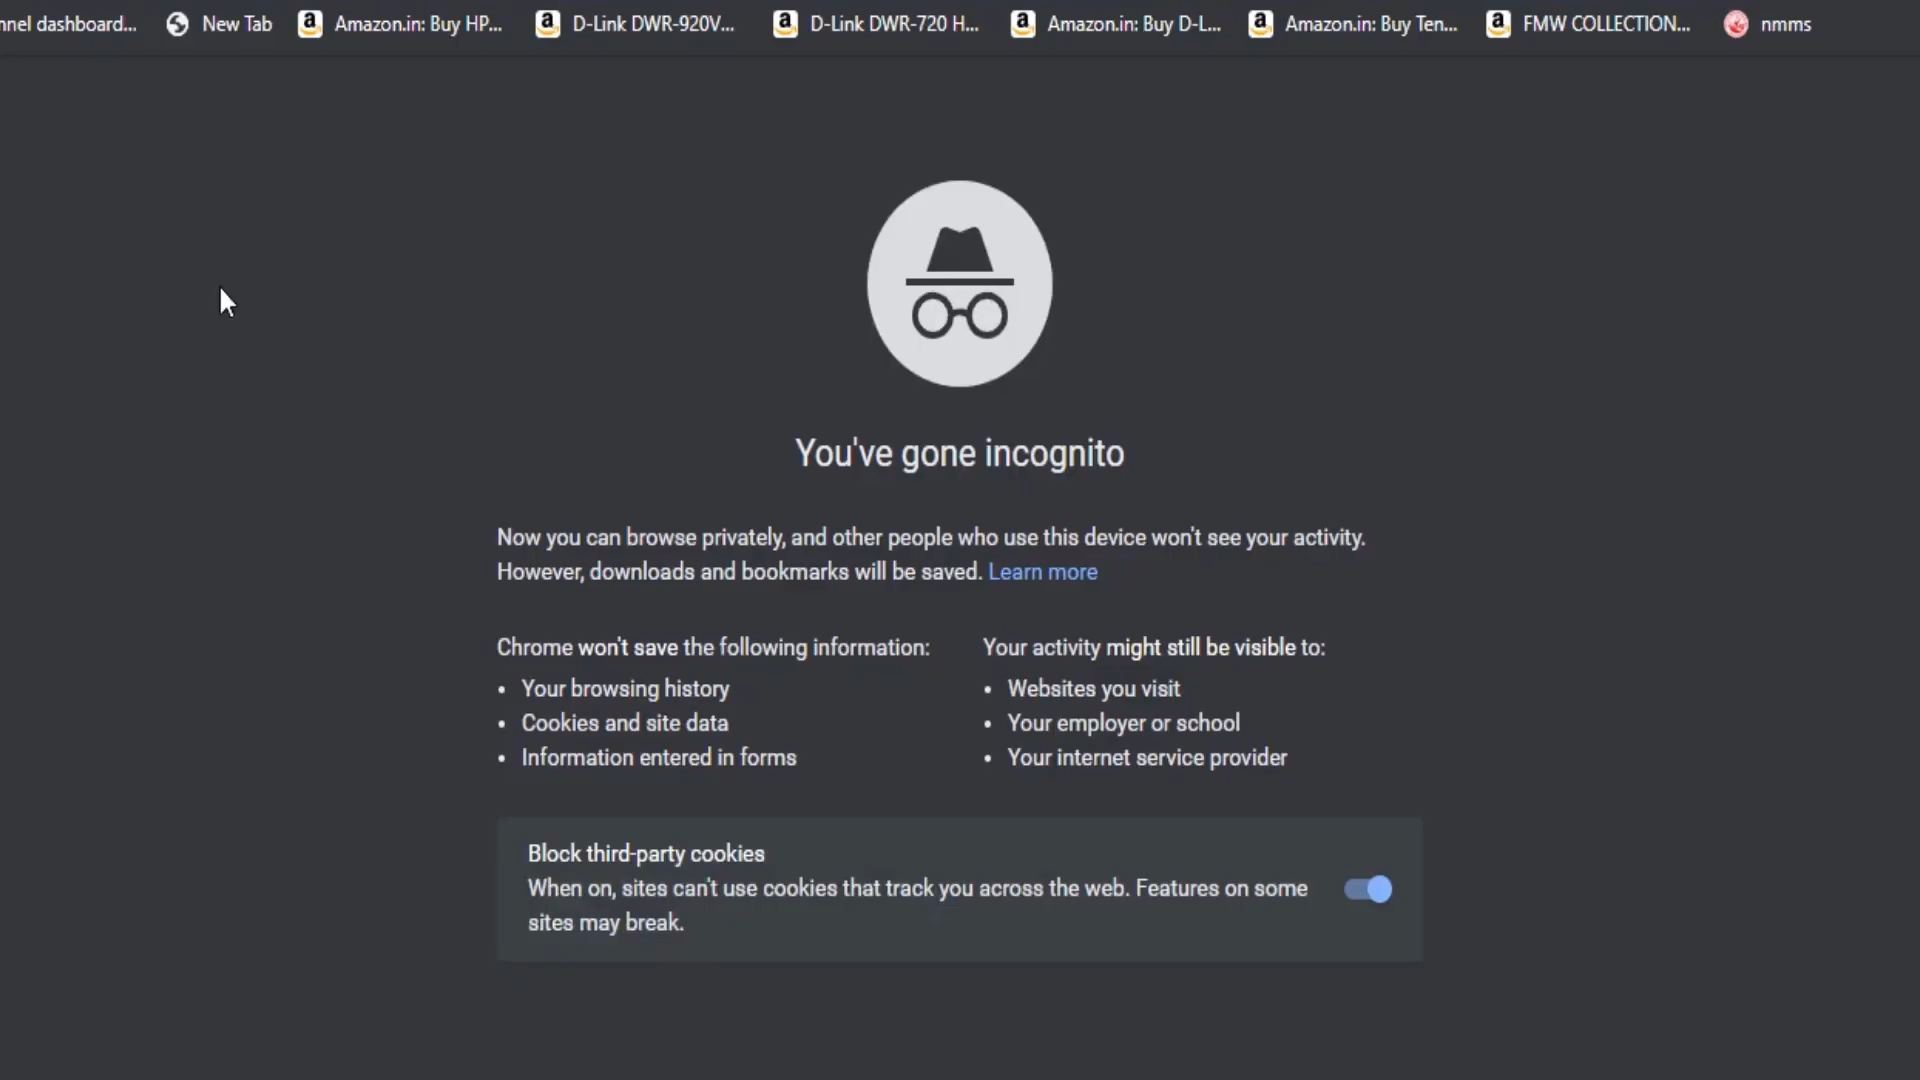 nnel dashboard... New Tab Amazon.in: Buy HP... D-Link DWR-920V... D-Link DWR-720 H... Amazon.in: Buy D-L... Amazon.in: Buy Ten... FMW COLLECTION... nmms
You've gone incognito
Now you can browse privately, and other people who use this device won't see your activity.
However, downloads and bookmarks will be saved. Learn more
Chrome won't save the following information:
• Your browsing history
• Cookies and site data
• Information entered in forms
Your activity might still be visible to:
• Websites you visit
• Your employer or school
• Your internet service provider
Block third-party cookies
When on, sites can't use cookies that track you across the web. Features on some
sites may break.